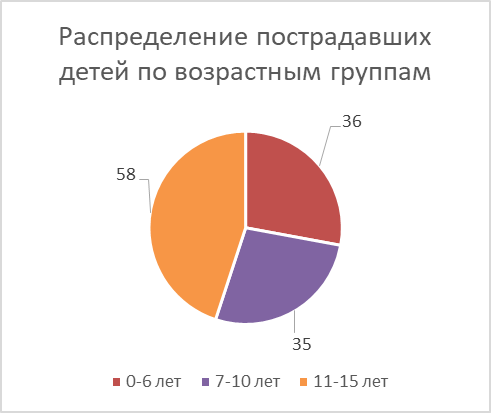 Распределение пострадавших
детей по возрастным группам
36
58
35
0-6 лет 7-10 лет 11-15 лет